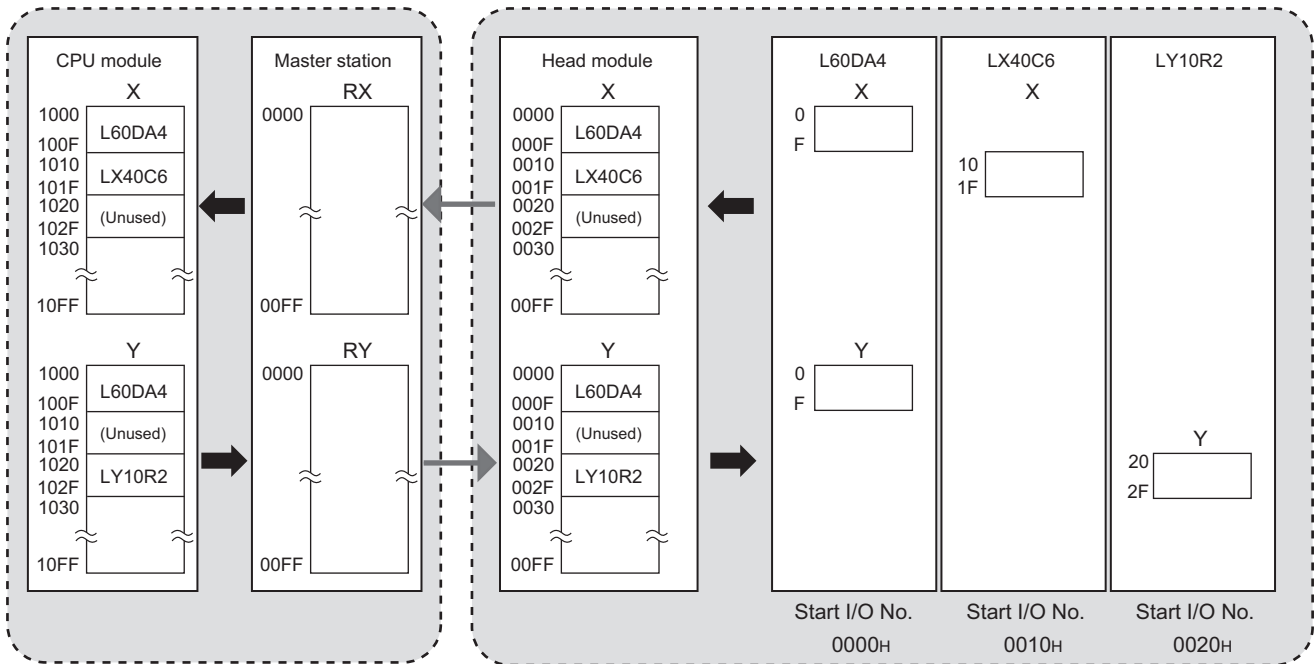 CPU module
X
1000
L60DA4
100F
1010
LX40C6
101F
1020
(Unused)
102F
1030
10FF
Y
1000
L60DA4
100F
1010
(Unused)
101F
1020
LY10R2
102F
1030
10FF
Master station
RX
0000
00FF
RY
0000
00FF
Head module
X
0000
L60DA4
000F
0010
LX40C6
001F
0020
(Unused)
002F
0030
00FF
Y
0000
L60DA4
000F
0010
(Unused)
001F
0020
LY10R2
002F
0030
00FF
L60DA4
X
0
F
Y
0
F
Start I/O No.
0000H
LX40C6
X
10
1F
Start I/O No.
0010H
LY10R2
Y
20
2F
Start I/O No.
0020H